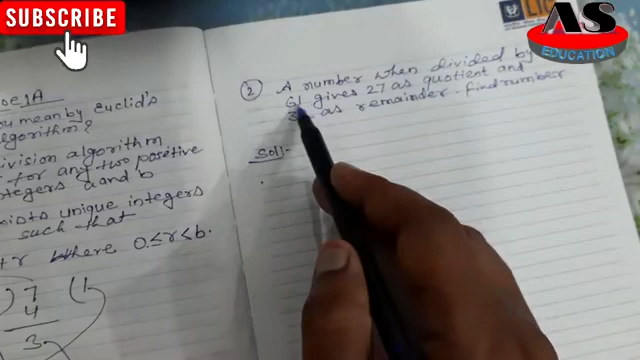 SUBSCRIBE
AS
EDUCATION
1A
you mean by Euclid's
algorithm?
division algorithm
for any two positive
integers a and b
exists unique integers
such that
+ r where 0≤r<b.
) 7 (1
4
3
② A number when divided by
61 gives 27 as quotient and
as remainder. find number
Sol:-